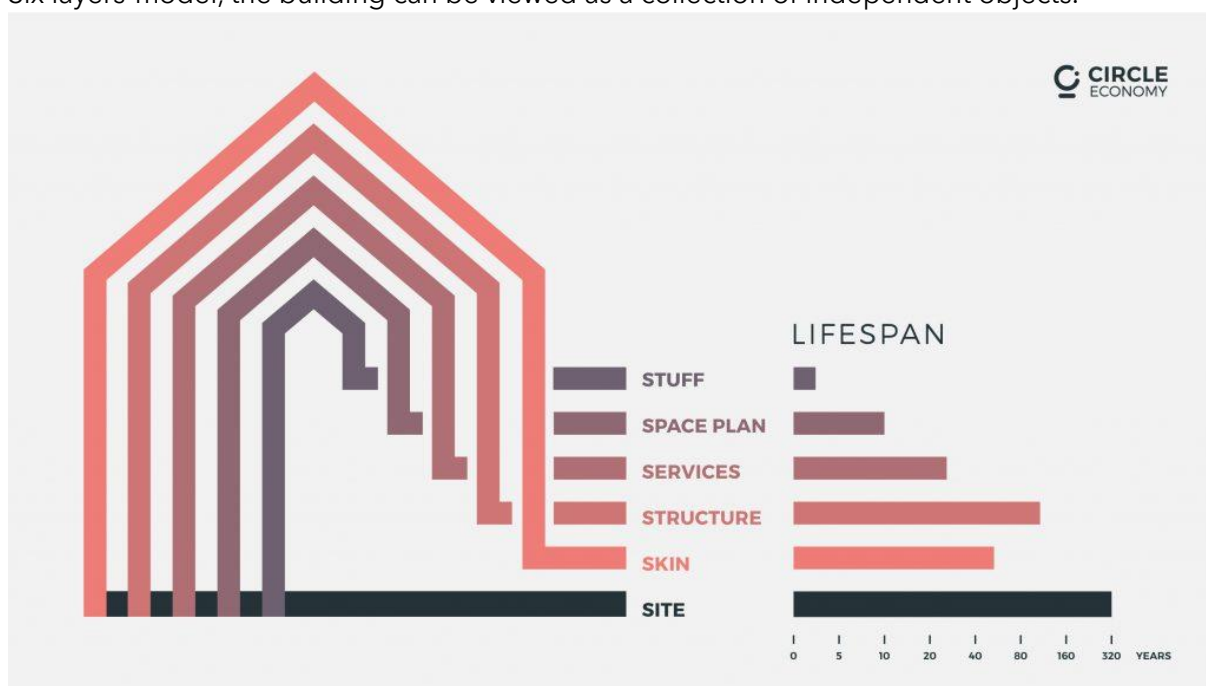 six layers model, the building can be viewed as a collection of independent objects.
CIRCLE
ECONOMY
LIFESPAN
STUFF
SPACE PLAN
SERVICES
STRUCTURE
SKIN
SITE
0 5 10 20 40 80 160 320 YEARS